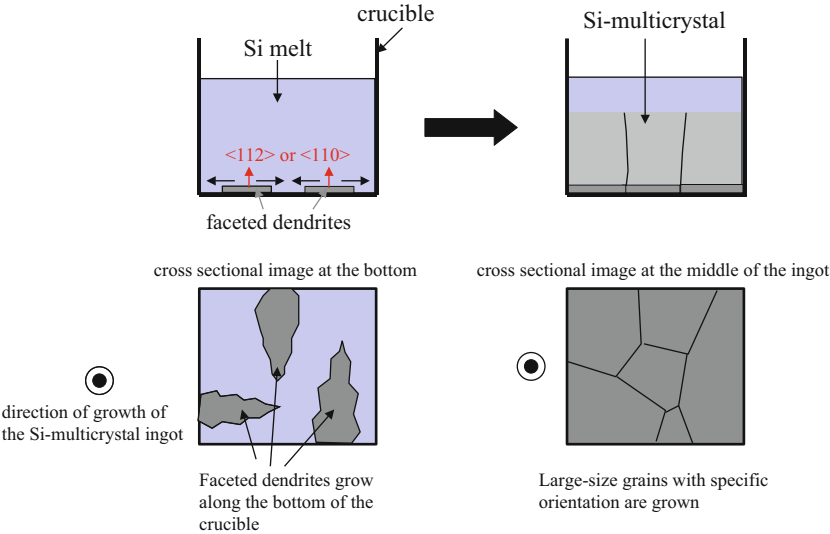 crucible
Si melt
Si-multicrystal
<112> or <110>
faceted dendrites
cross sectional image at the bottom
cross sectional image at the middle of the ingot
direction of growth of
the Si-multicrystal ingot
Faceted dendrites grow
along the bottom of the
crucible
Large-size grains with specific
orientation are grown